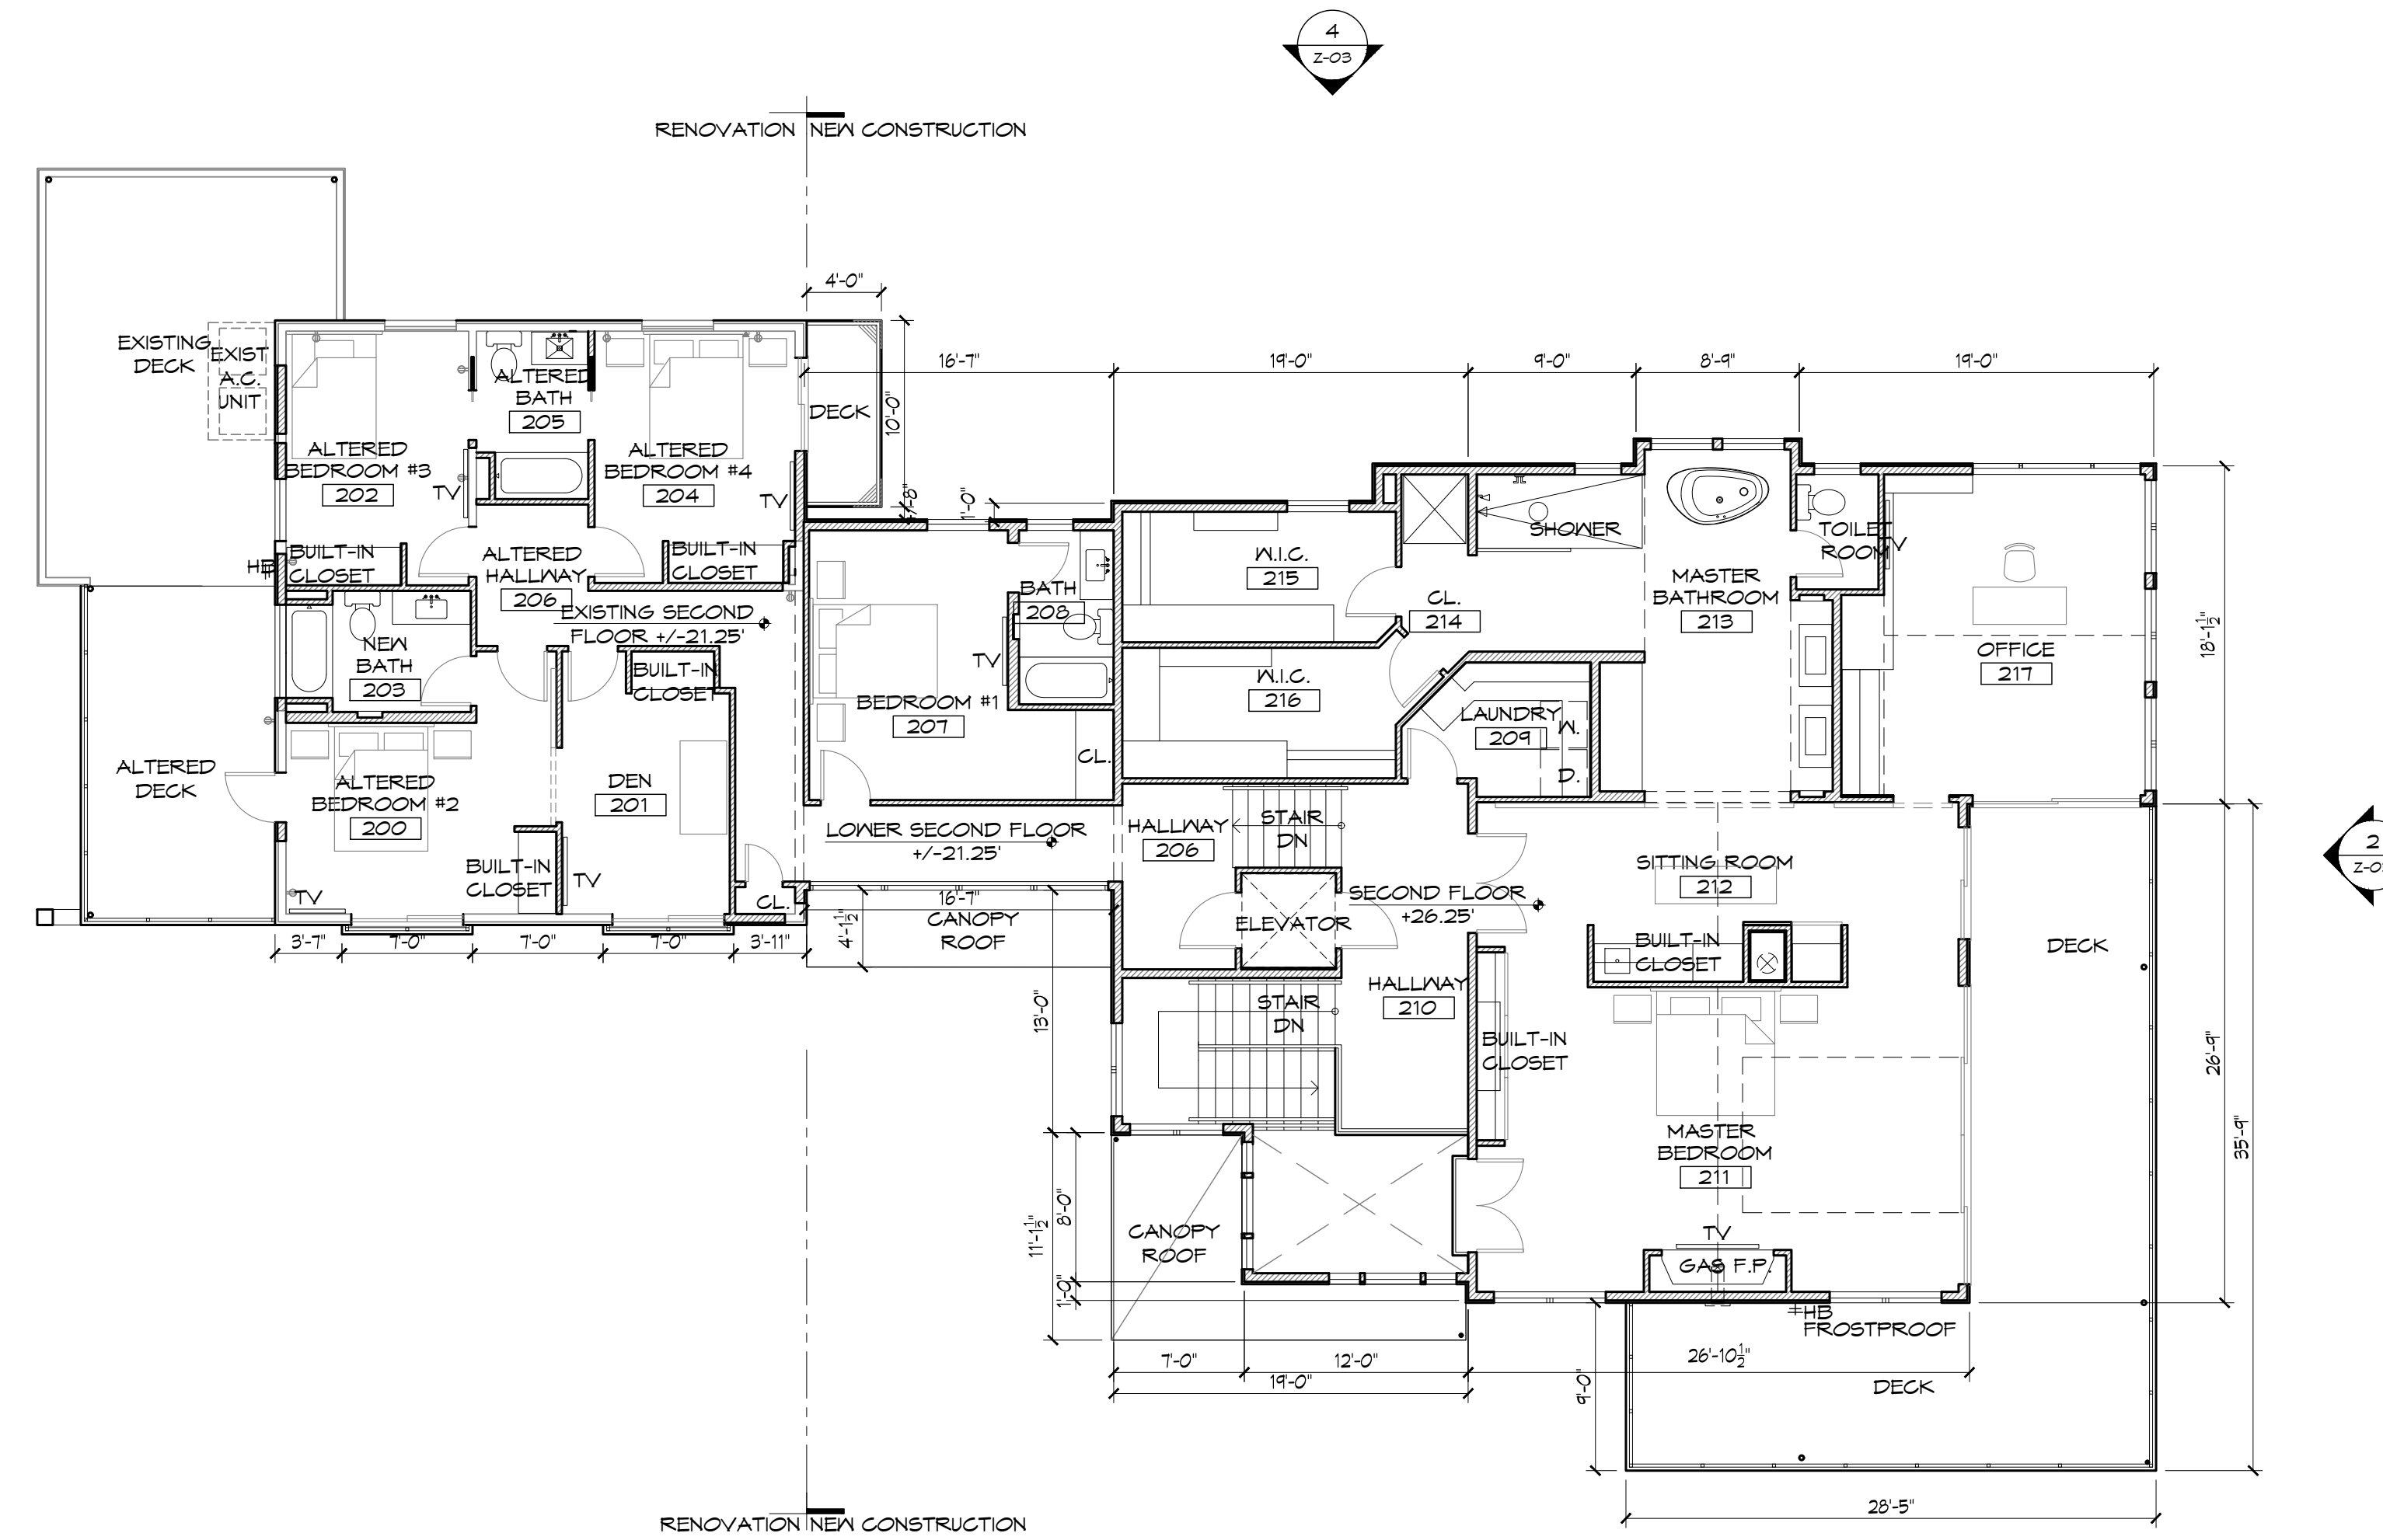 4
Z-03
RENOVATION NEW CONSTRUCTION
4'-0"
EXISTING
DECK
EXIST
A.C.
UNIT
ALTERED
BATH
205
DECK
10'-0"
16'-7"
19'-0"
9'-0"
8'-9"
19'-0"
ALTERED
BEDROOM #3
202
TV
ALTERED
BEDROOM #4
204
TV
1'-0"
SHOWER
TOILET
ROOM
TV
HB
BUILT-IN
CLOSET
ALTERED
HALLWAY
206
BUILT-IN
CLOSET
EXISTING SECOND
FLOOR +/-21.25'
BATH
208
W.I.C.
215
CL.
214
MASTER
BATHROOM
213
18'-1 1/2"
OFFICE
217
NEW
BATH
203
BUILT-IN
CLOSET
TV
W.I.C.
216
BEDROOM #1
207
LAUNDRY
209
W.
D.
CL.
ALTERED
DECK
ALTERED
BEDROOM #2
200
DEN
201
LOWER SECOND FLOOR
+/-21.25'
HALLWAY
206
STAIR
DN
2
SITTING ROOM
212
BUILT-IN
CLOSET
TV
TV
CL.
16'-7"
CANOPY
ROOF
4'-1 1/2"
SECOND FLOOR
+26.25'
ELEVATOR
BUILT-IN
CLOSET
DECK
3'-7"
7'-0"
7'-0"
7'-0"
3'-11"
13'-0"
STAIR
DN
HALLWAY
210
BUILT-IN
CLOSET
26'-9"
35'-9"
MASTER
BEDROOM
211
CANOPY
ROOF
11'-1 1/2"
8'-0"
1'-0"
TV
GAS F.P.
HB
FROSTPROOF
7'-0"
12'-0"
26'-10 1/2"
19'-0"
9'-0"
DECK
28'-5"
RENOVATION NEW CONSTRUCTION